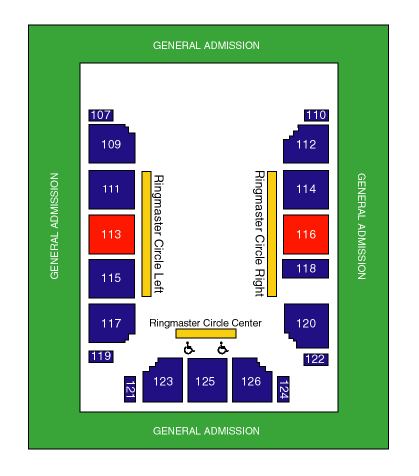 GENERAL ADMISSION
107
110
109
112
GENERAL ADMISSION
111
Ringmaster Circle Left
Ringmaster Circle Right
114
GENERAL ADMISSION
113
116
115
118
117
Ringmaster Circle Center
120
119
122
121
123
125
126
124
GENERAL ADMISSION